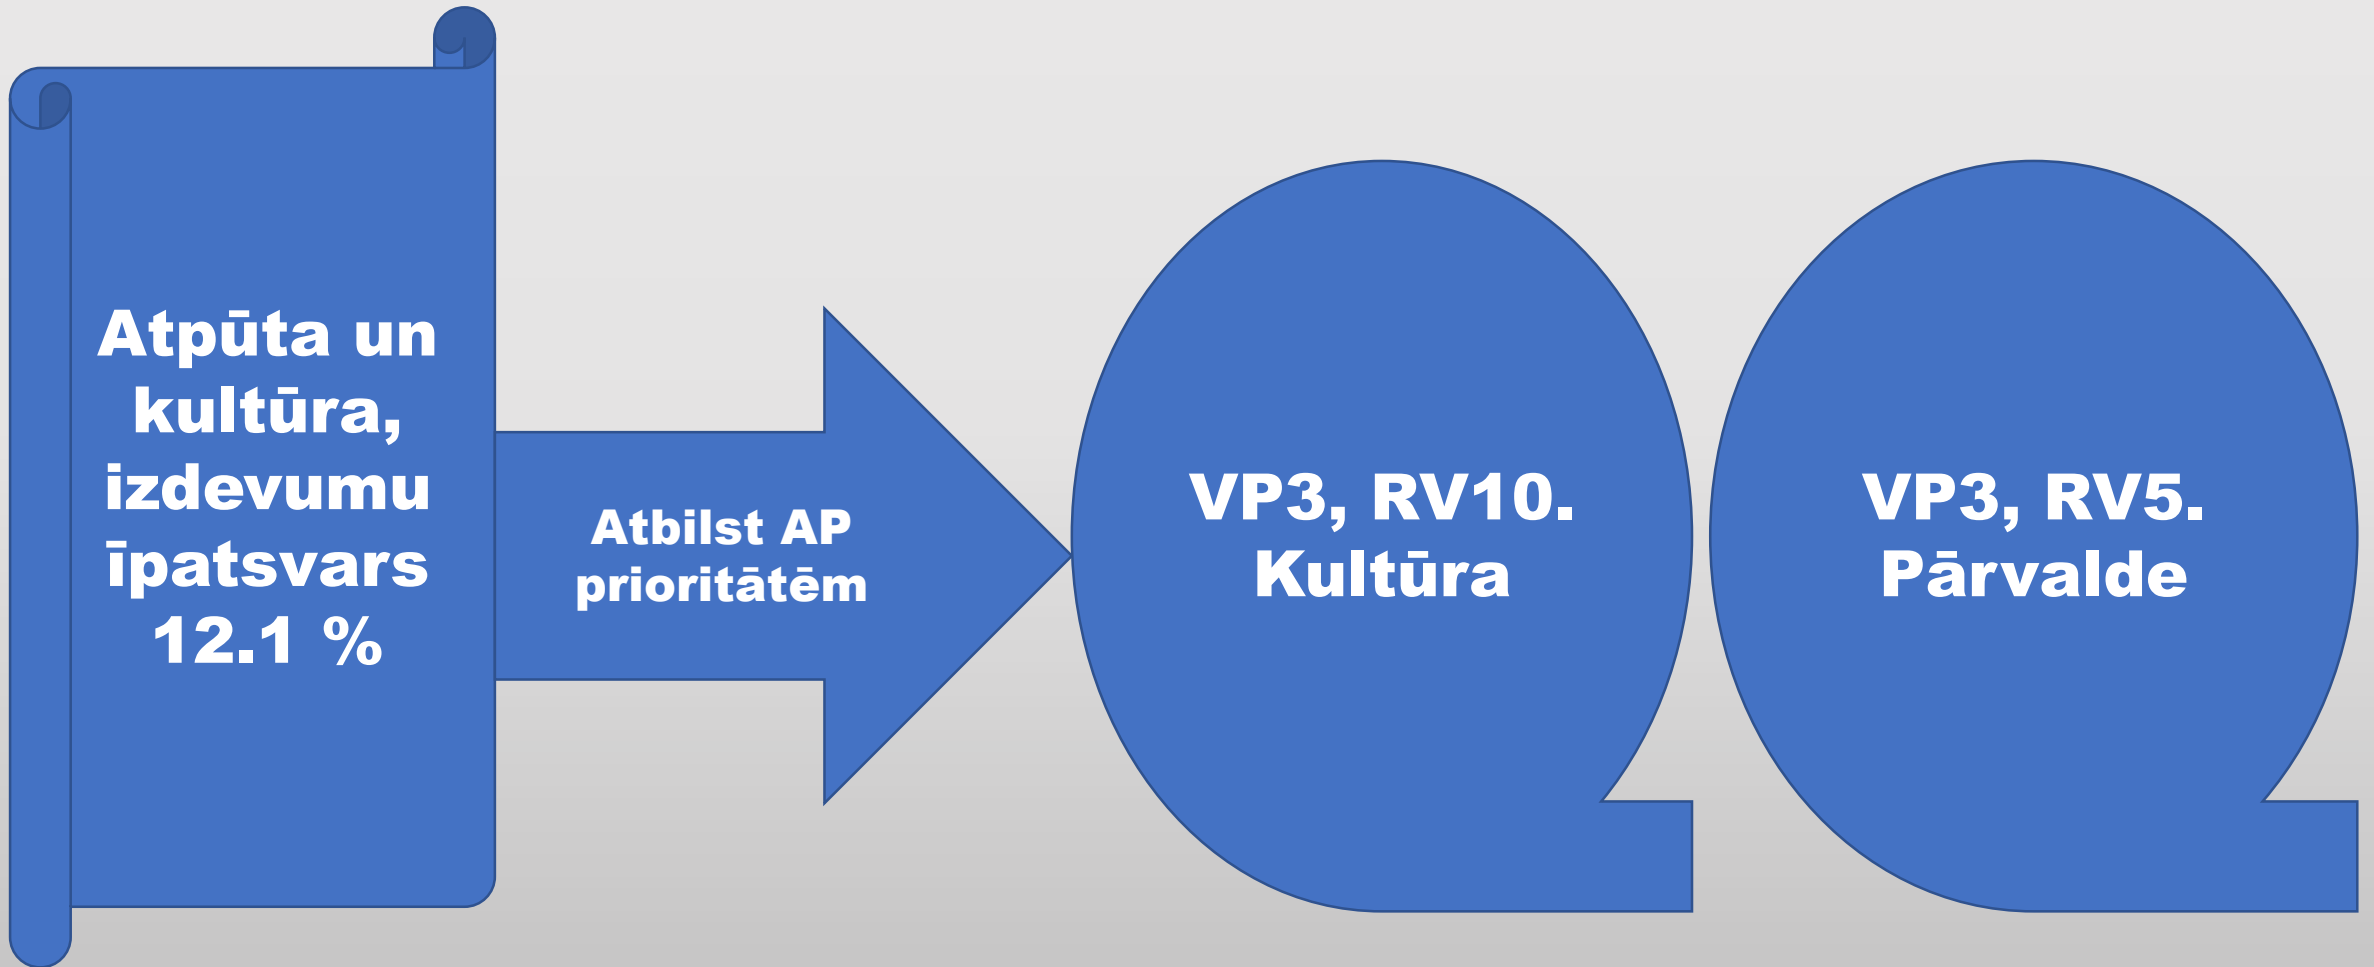 Atpūta un
kultūra,
izdevumu
īpatsvars
12.1 %
Atbilst AP
prioritātēm
VP3, RV10.
Kultūra
VP3, RV5.
Pārvalde